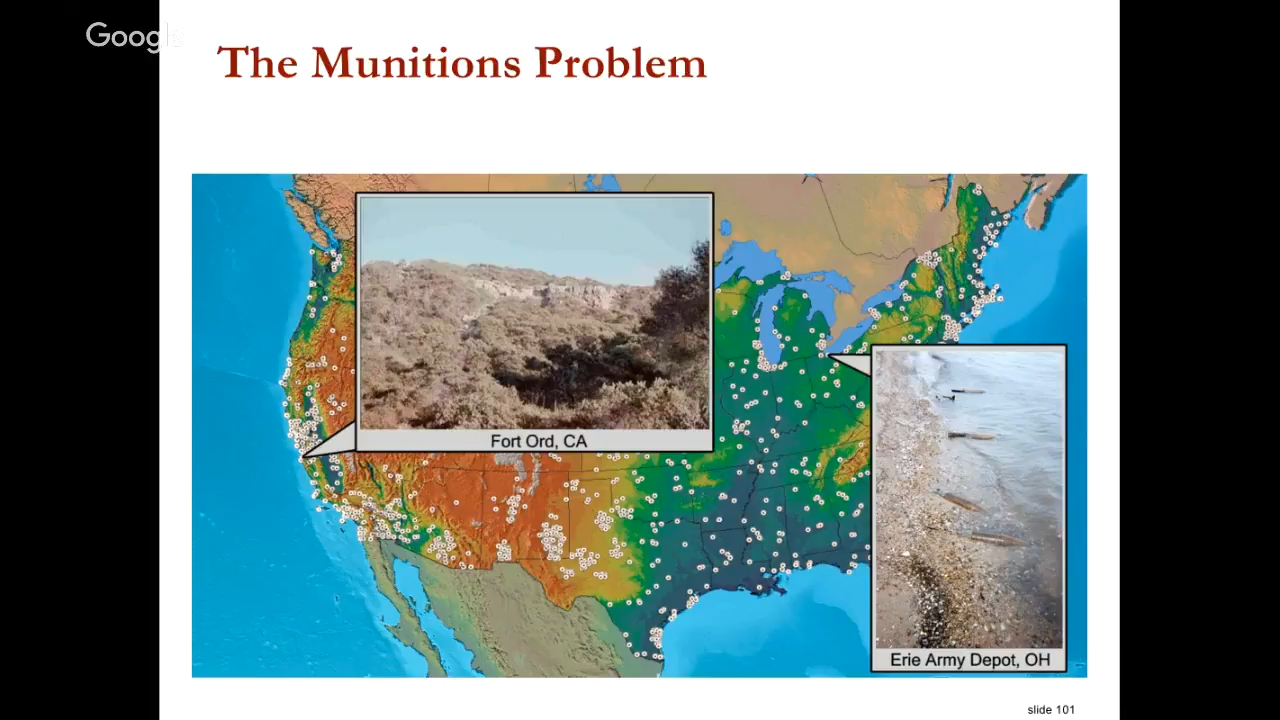 Google
The Munitions Problem
Fort Ord, CA
Erie Army Depot, OH
slide 101